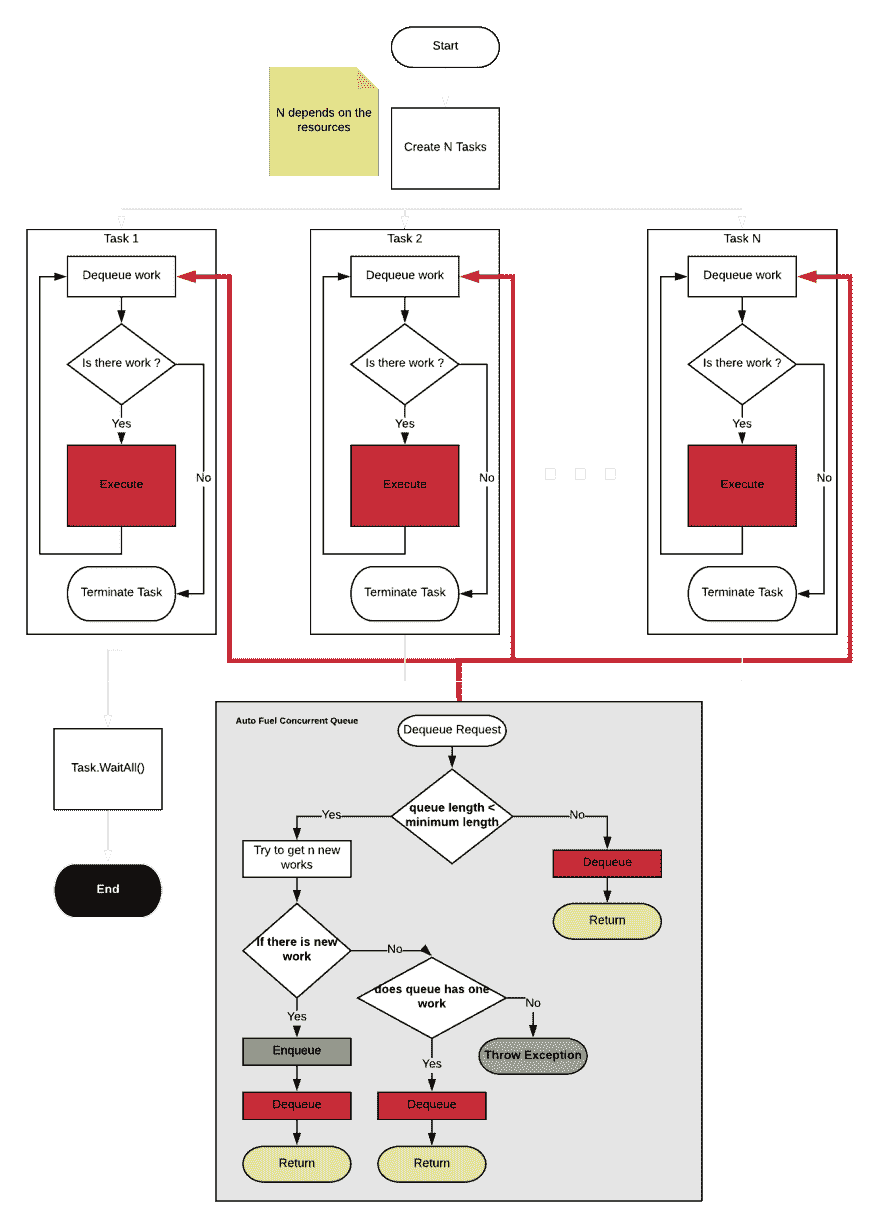 Start
N depends on the
resources
Create N Tasks
Task 1
Dequeue work
Is there work ?
Yes
No
Execute
Terminate Task
Task 2
Dequeue work
Is there work ?
Yes
No
Execute
Terminate Task
Task N
Dequeue work
Is there work ?
Yes
No
Execute
Terminate Task
Task.WaitAll()
End
Auto Fuel Concurrent Queue
Dequeue Request
queue length <
minimum length
Yes
No
Try to get n new
works
Dequeue
Return
If there is new
work
No
does queue has one
work
No
Yes
Throw Exception
Enqueue
Yes
Dequeue
Dequeue
Return
Return